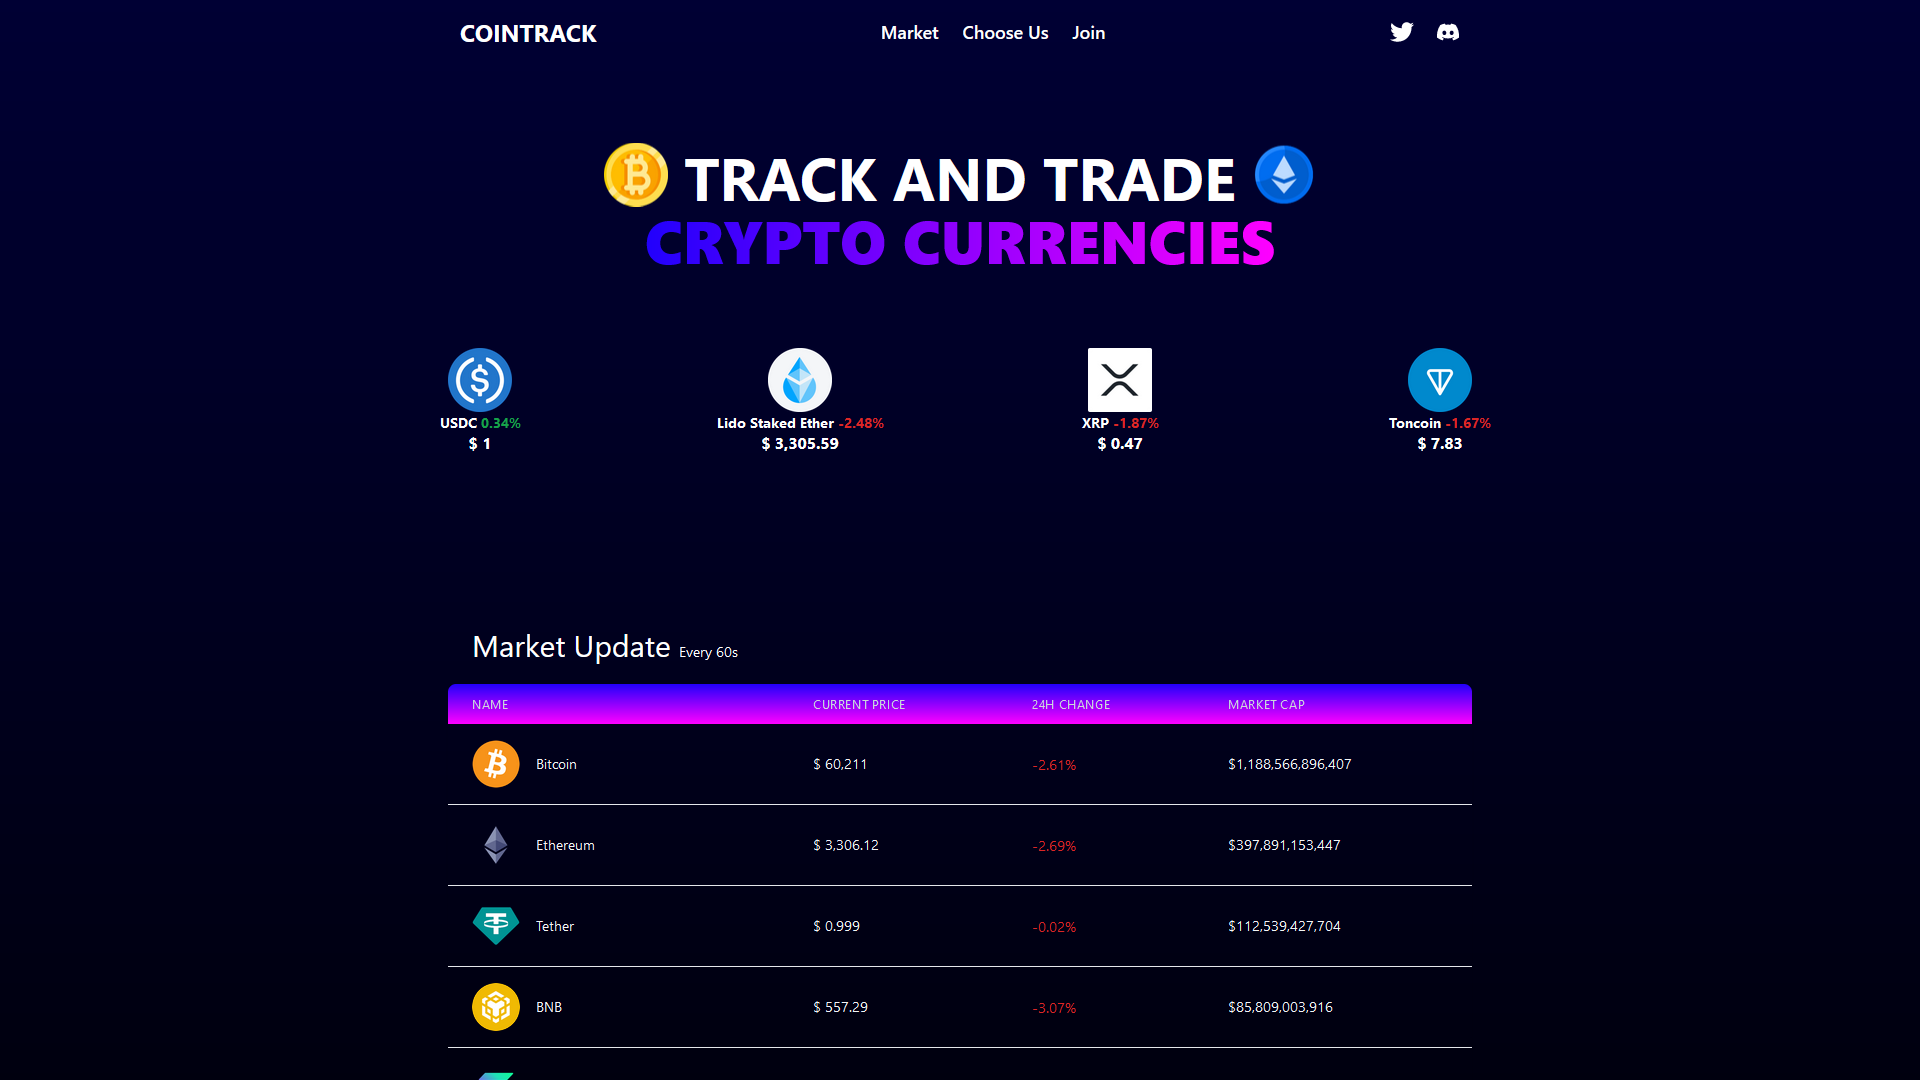 COINTRACK Market Choose Us Join
TRACK AND TRADE
CRYPTO CURRENCIES
USDC 0.34% Lido Staked Ether -2.48% XRP -1.87% Toncoin -1.67%
$ 1 $ 3,305.59 $ 0.47 $ 7.83
Market Update Every 60s
NAME CURRENT PRICE 24H CHANGE MARKET CAP
Bitcoin $ 60,211 -2.61% $1,188,566,896,407
Ethereum $ 3,306.12 -2.69% $397,891,153,447
Tether $ 0.999 -0.02% $112,539,427,704
BNB $ 557.29 -3.07% $85,809,003,916